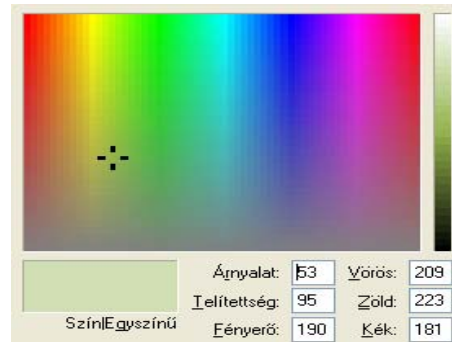 Árnyalat: 53 Vörös: 209
Telítettség: 95 Zöld: 223
Szín|Egyszínű Fényerő: 190 Kék: 181